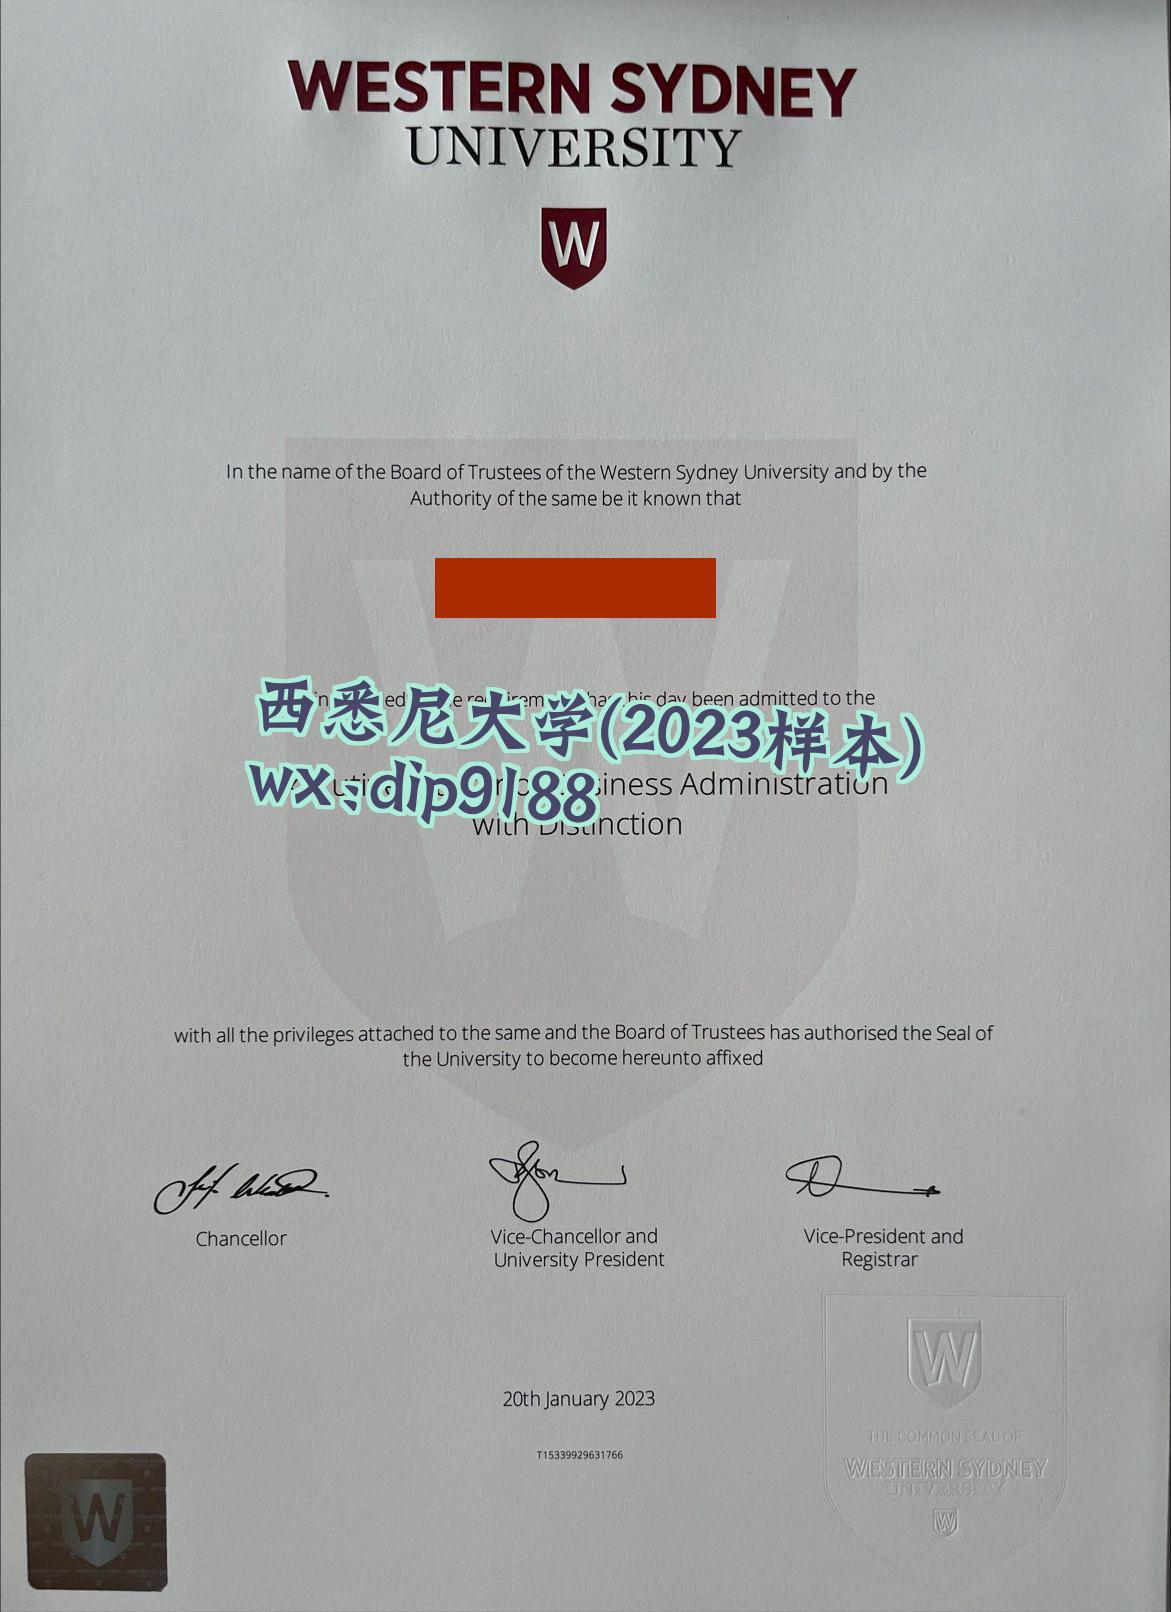 WESTERN SYDNEY
UNIVERSITY
W
In the name of the Board of Trustees of the Western Sydney University and by the
Authority of the same be it known that
this day been admitted to the
西悉尼大学(2023样本)
wx:dip9188
Business Administration
with Distinction
with all the privileges attached to the same and the Board of Trustees has authorised the Seal of
the University to become hereunto affixed
Chancellor
Vice-Chancellor and
University President
Vice-President and
Registrar
W
20th January 2023
THE COMMON SEAL OF
T15339929631766
WESTERN SYDNEY
UNIVERSITY
W
W